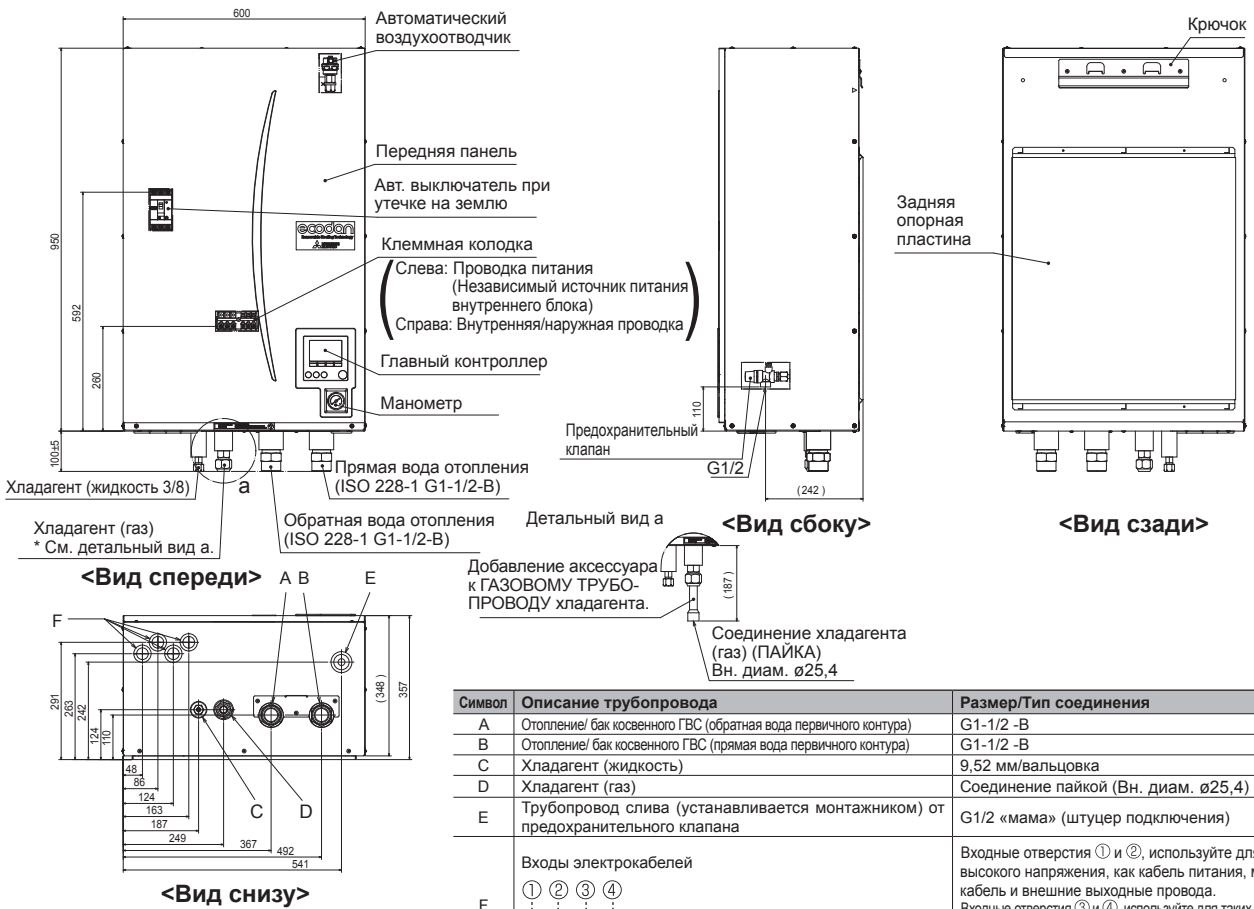 600
Автоматический
воздухоотводчик
Крючок
Передняя панель
Авт. выключатель при
утечке на землю
ecodan
Клеммная колодка
Слева: Проводка питания
(Независимый источник питания
внутреннего блока)
Справа: Внутренняя/наружная проводка
Главный контроллер
Манометр
950
592
260
100±5
Задняя
опорная
пластина
Предохранительный
клапан
110
G1/2
(242)
Хладагент (жидкость 3/8)
a
Прямая вода отопления
(ISO 228-1 G1-1/2-B)
Хладагент (газ)
* См. детальный вид a.
Обратная вода отопления
(ISO 228-1 G1-1/2-B)
<Вид спереди>
Детальный вид a
<Вид сбоку>
<Вид сзади>
Добавление аксессуара
к ГАЗОВОМУ ТРУБО-
ПРОВОДУ хладагента.
(187)
Соединение хладагента
(газ) (ПАЙКА)
Вн. диам. ø25,4
A B E
F
291
263
242
124
110
(348)
357
48
86
124
163
187
249
367
492
541
C D
<Вид снизу>
Символ Описание трубопровода Размер/Тип соединения
A Отопление/ бак косвенного ГВС (обратная вода первичного контура) G1-1/2 -B
B Отопление/ бак косвенного ГВС (прямая вода первичного контура) G1-1/2 -B
C Хладагент (жидкость) 9,52 мм/вальцовка
D Хладагент (газ) Соединение пайкой (Вн. диам. ø25,4)
E Трубопровод слива (устанавливается монтажником) от
предохранительного клапана G1/2 «мама» (штуцер подключения)
F Входы электрокабелей
① ② ③ ④
Входные отверстия ① и ②, используйте для
высокого напряжения, как кабель питания,
кабель и внешние выходные провода.
Входные отверстия ③ и ④, используйте для таких